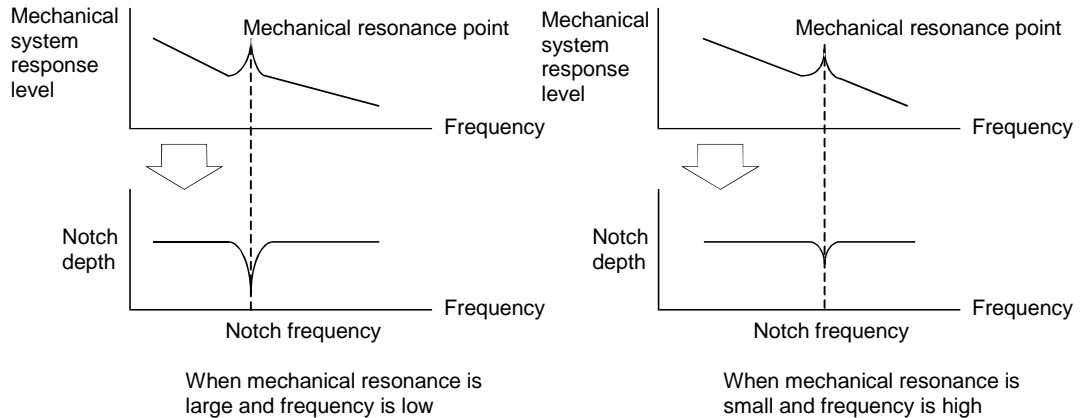 Mechanical
system
response
level
Mechanical resonance point
Frequency
Notch
depth
Frequency
Notch frequency
When mechanical resonance is
large and frequency is low
Mechanical
system
response
level
Mechanical resonance point
Frequency
Notch
depth
Frequency
Notch frequency
When mechanical resonance is
small and frequency is high